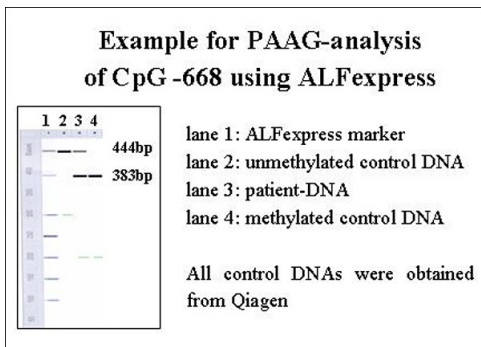 Example for PAAG-analysis
of CpG -668 using ALFexpress
1 2 3 4
444bp
383bp
lane 1: ALFexpress marker
lane 2: unmethylated control DNA
lane 3: patient-DNA
lane 4: methylated control DNA
All control DNAs were obtained
from Qiagen